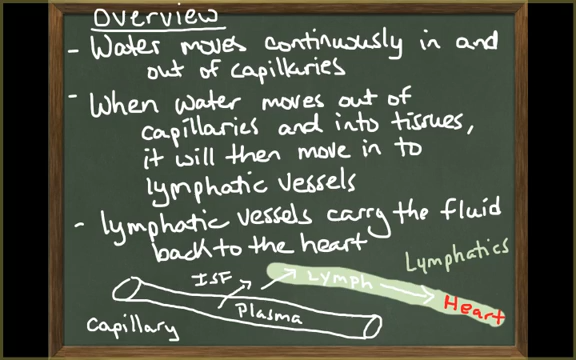 Overview
- Water moves continuously in and
out of capillaries
- When water moves out of
capillaries and into tissues,
it will then move in to
lymphatic vessels
- lymphatic vessels carry the fluid
back to the heart
Lymphatics
ISF
Lymph
Heart
Plasma
Capillary